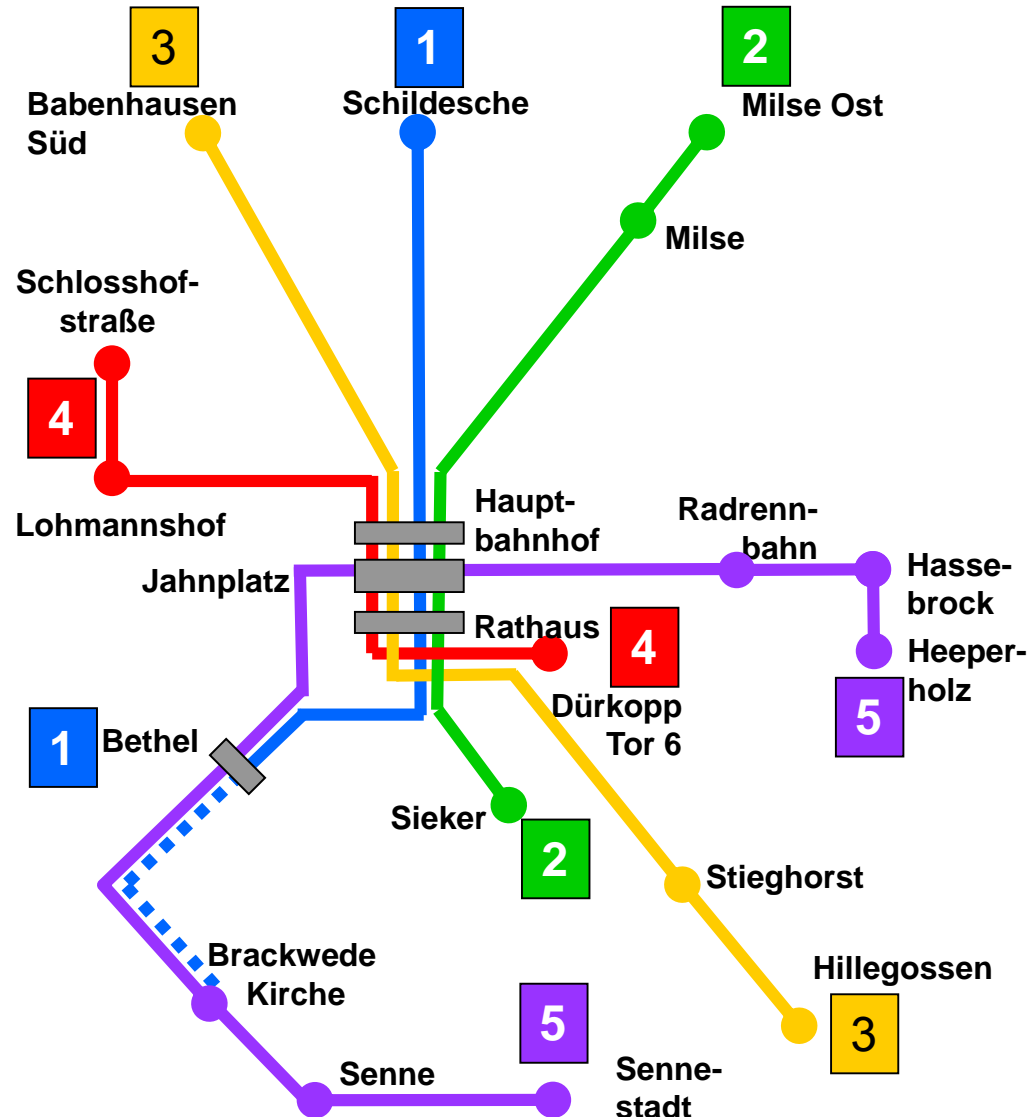 3
1
2
Babenhausen
Süd
Schildesche
Milse Ost
Milse
Schlosshof-
straße
4
Lohmannshof
Haupt-
bahnhof
Radrenn-
bahn
Jahnplatz
Hasse-
brock
Rathaus
4
Heeper-
holz
5
Dürkopp
Tor 6
1
Bethel
Sieker
2
Stieghorst
Brackwede
Kirche
Hillegossen
3
5
Senne
Senne-
stadt